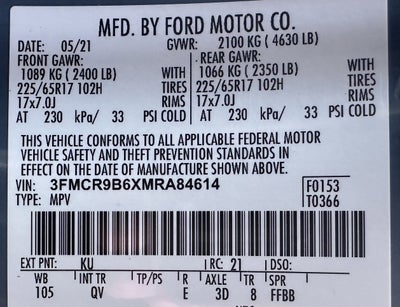 MFD. BY FORD MOTOR CO.
DATE: 05/21 GVWR: 2100 KG ( 4630 LB)
FRONT GAWR: REAR GAWR:
1089 KG ( 2400 LB) WITH 1066 KG ( 2350 LB) WITH
225/65R17 102H TIRES 225/65R17 102H TIRES
17x7.0J RIMS 17x7.0J RIMS
AT 230 kPa/ 33 PSI COLD AT 230 kPa/ 33 PSI COLD
THIS VEHICLE CONFORMS TO ALL APPLICABLE FEDERAL MOTOR
VEHICLE SAFETY AND THEFT PREVENTION STANDARDS IN
EFFECT ON THE DATE OF MANUFACTURE SHOWN ABOVE.
VIN: 3FMCR9B6XMRA84614 F0153
TYPE: MPV T0366
EXT PNT: KU RC: 21 DSO:
WB INT TR TP/PS R AXLE TR SPR
105 QV E 3D 8 FFBB